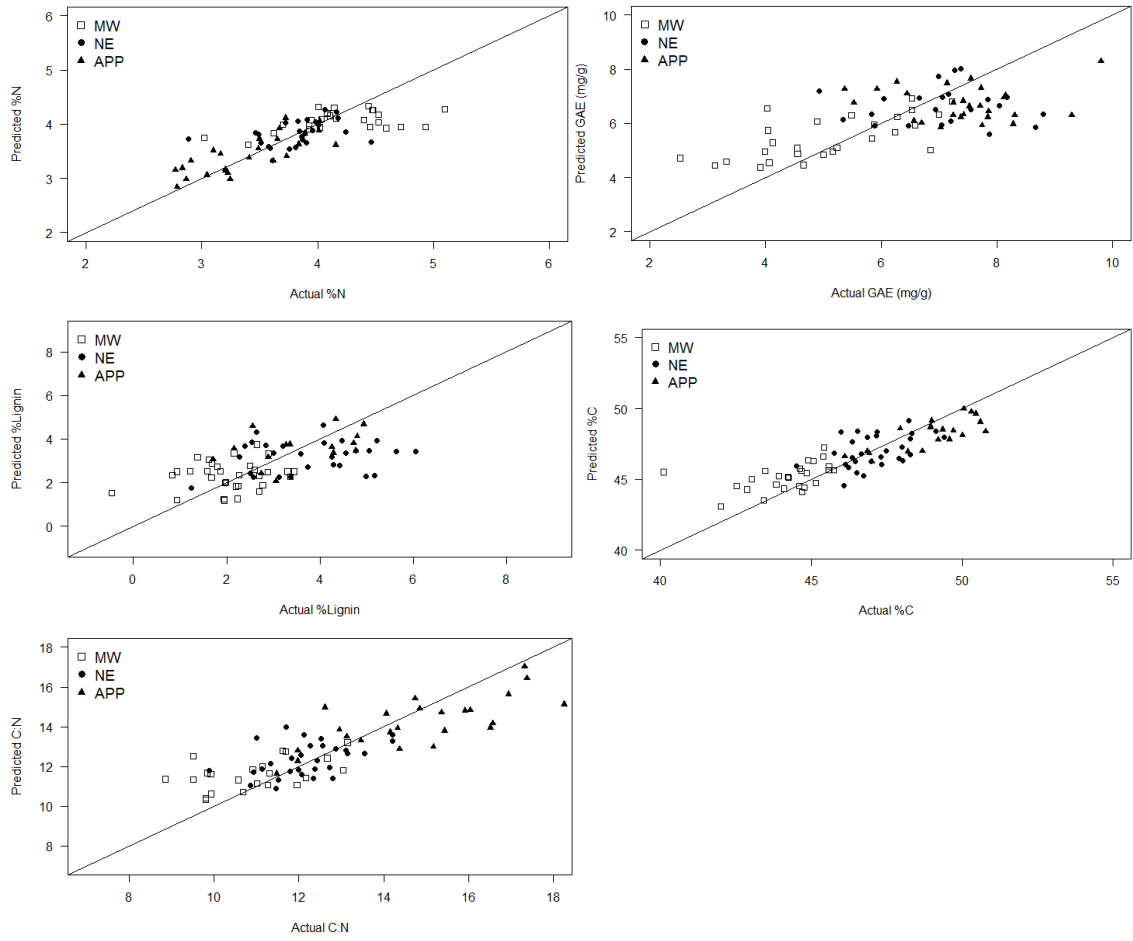 6
5
4
3
2
Predicted %N
MW
NE
APP
2 3 4 5 6
Actual %N
10
8
6
4
2
Predicted GAE (mg/g)
MW
NE
APP
2 4 6 8 10
Actual GAE (mg/g)
8
6
4
2
0
Predicted %Lignin
MW
NE
APP
0 2 4 6 8
Actual %Lignin
55
50
45
40
Predicted %C
MW
NE
APP
40 45 50 55
Actual %C
18
16
14
12
10
8
Predicted C:N
MW
NE
APP
8 10 12 14 16 18
Actual C:N